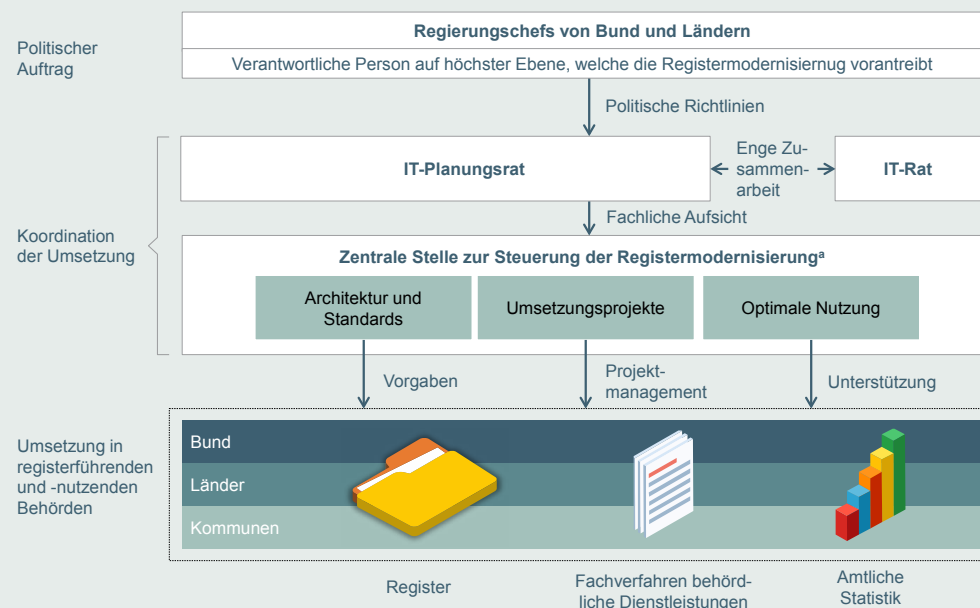 Politischer
Auftrag
Regierungschefs von Bund und Ländern
Verantwortliche Person auf höchster Ebene, welche die Registermodernisiernug vorantreibt
Politische Richtlinien
Koordination
der Umsetzung
IT-Planungsrat
Enge Zu-
sammen-
arbeit
IT-Rat
Fachliche Aufsicht
Zentrale Stelle zur Steuerung der Registermodernisierungᵃ
Architektur und
Standards
Umsetzungsprojekte
Optimale Nutzung
Vorgaben
Projekt-
management
Unterstützung
Umsetzung in
registerführenden
und -nutzenden
Behörden
Bund
Länder
Kommunen
Register
Fachverfahren behörd-
liche Dienstleistungen
Amtliche
Statistik